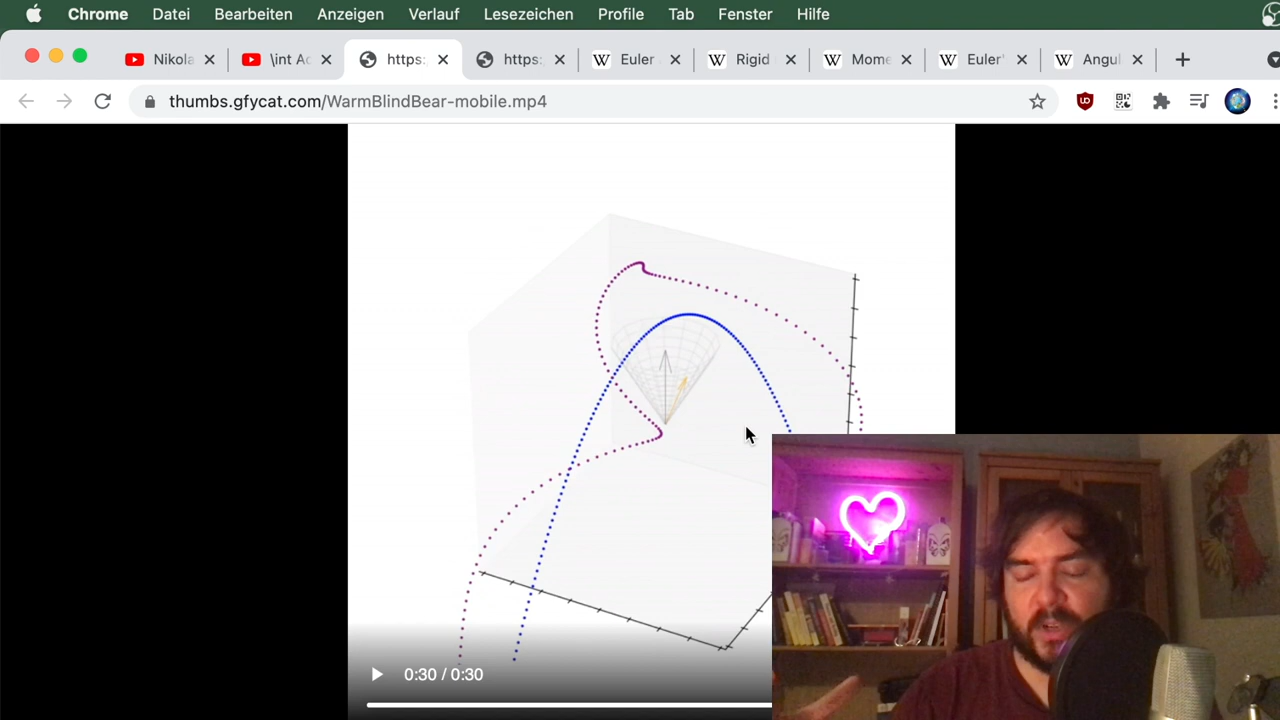 Chrome Datei Bearbeiten Anzeigen Verlauf Lesezeichen Profile Tab Fenster Hilfe
Nikola \int Ac https: https: Euler Rigid Mome Euler' Angul
thumbs.gfycat.com/WarmBlindBear-mobile.mp4
0:30 / 0:30